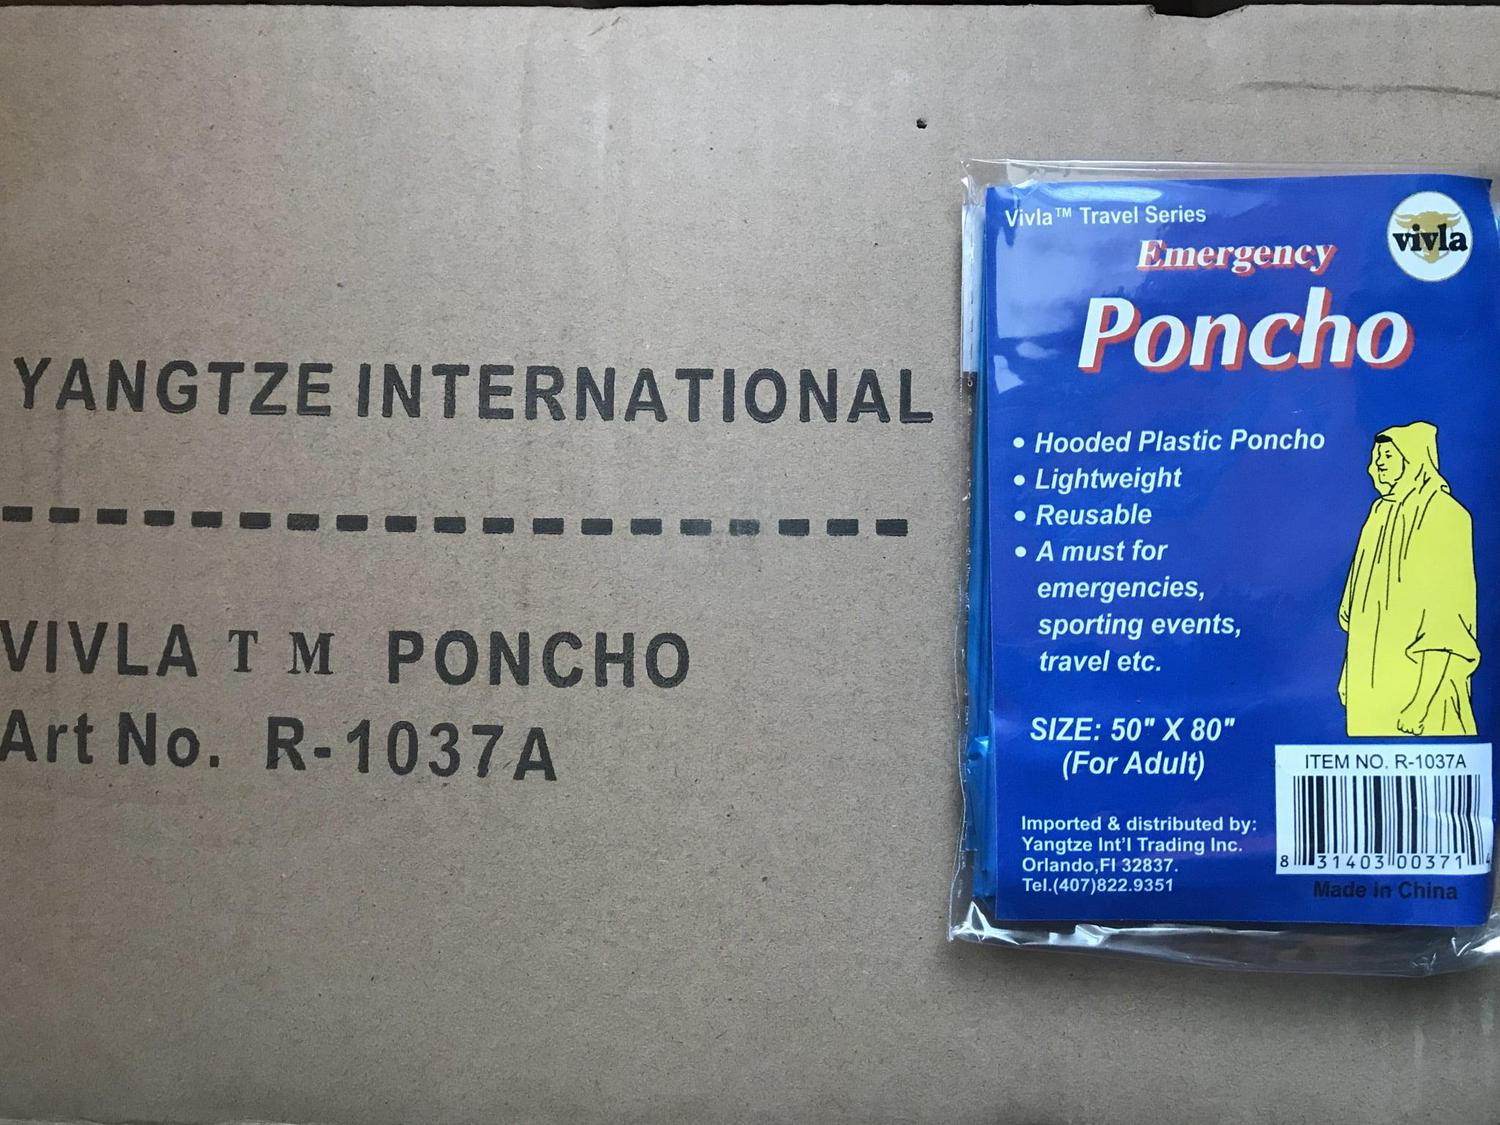 YANGTZE INTERNATIONAL
VIVLA TM PONCHO
Art No. R-1037A
Vivla™ Travel Series
vivla
Emergency
Poncho
• Hooded Plastic Poncho
• Lightweight
• Reusable
• A must for
emergencies,
sporting events,
travel etc.
SIZE: 50" X 80"
(For Adult)
ITEM NO. R-1037A
8 31403 00371 4
Imported & distributed by:
Yangtze Int'l Trading Inc.
Orlando,Fl 32837.
Tel.(407)822.9351
Made in China